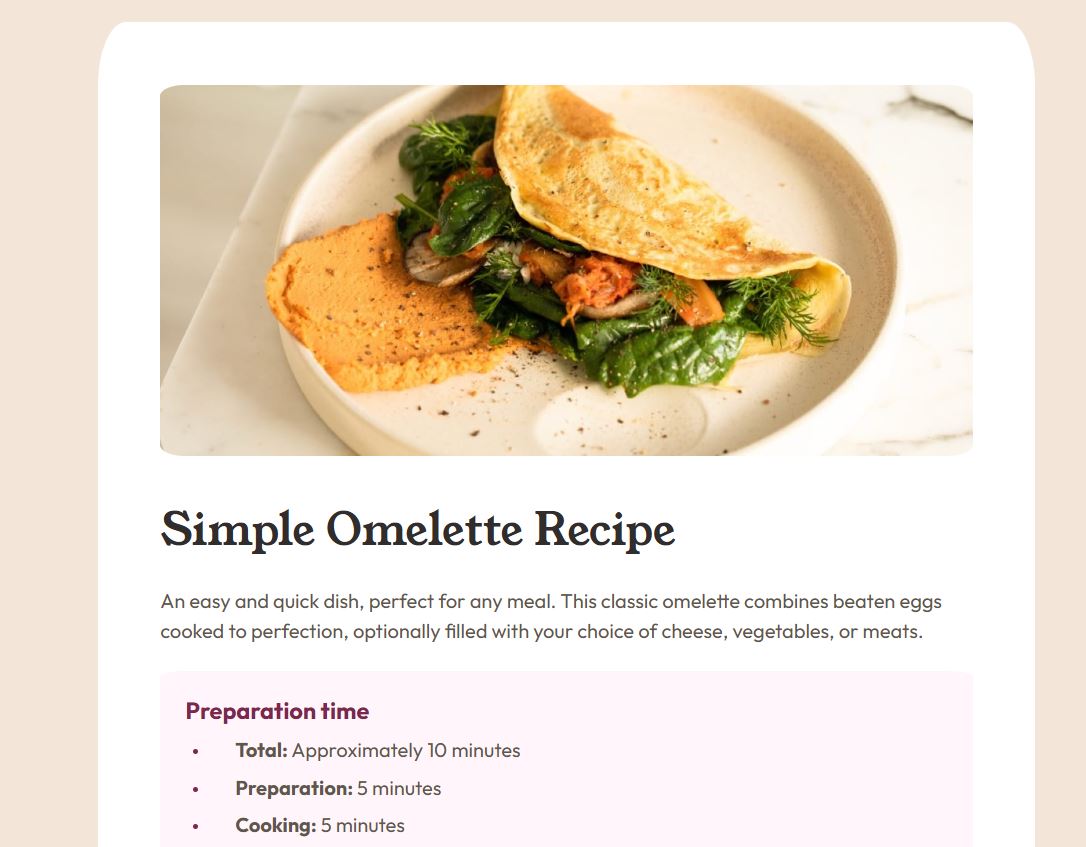 Simple Omelette Recipe
An easy and quick dish, perfect for any meal. This classic omelette combines beaten eggs
cooked to perfection, optionally filled with your choice of cheese, vegetables, or meats.
Preparation time
• Total: Approximately 10 minutes
• Preparation: 5 minutes
• Cooking: 5 minutes